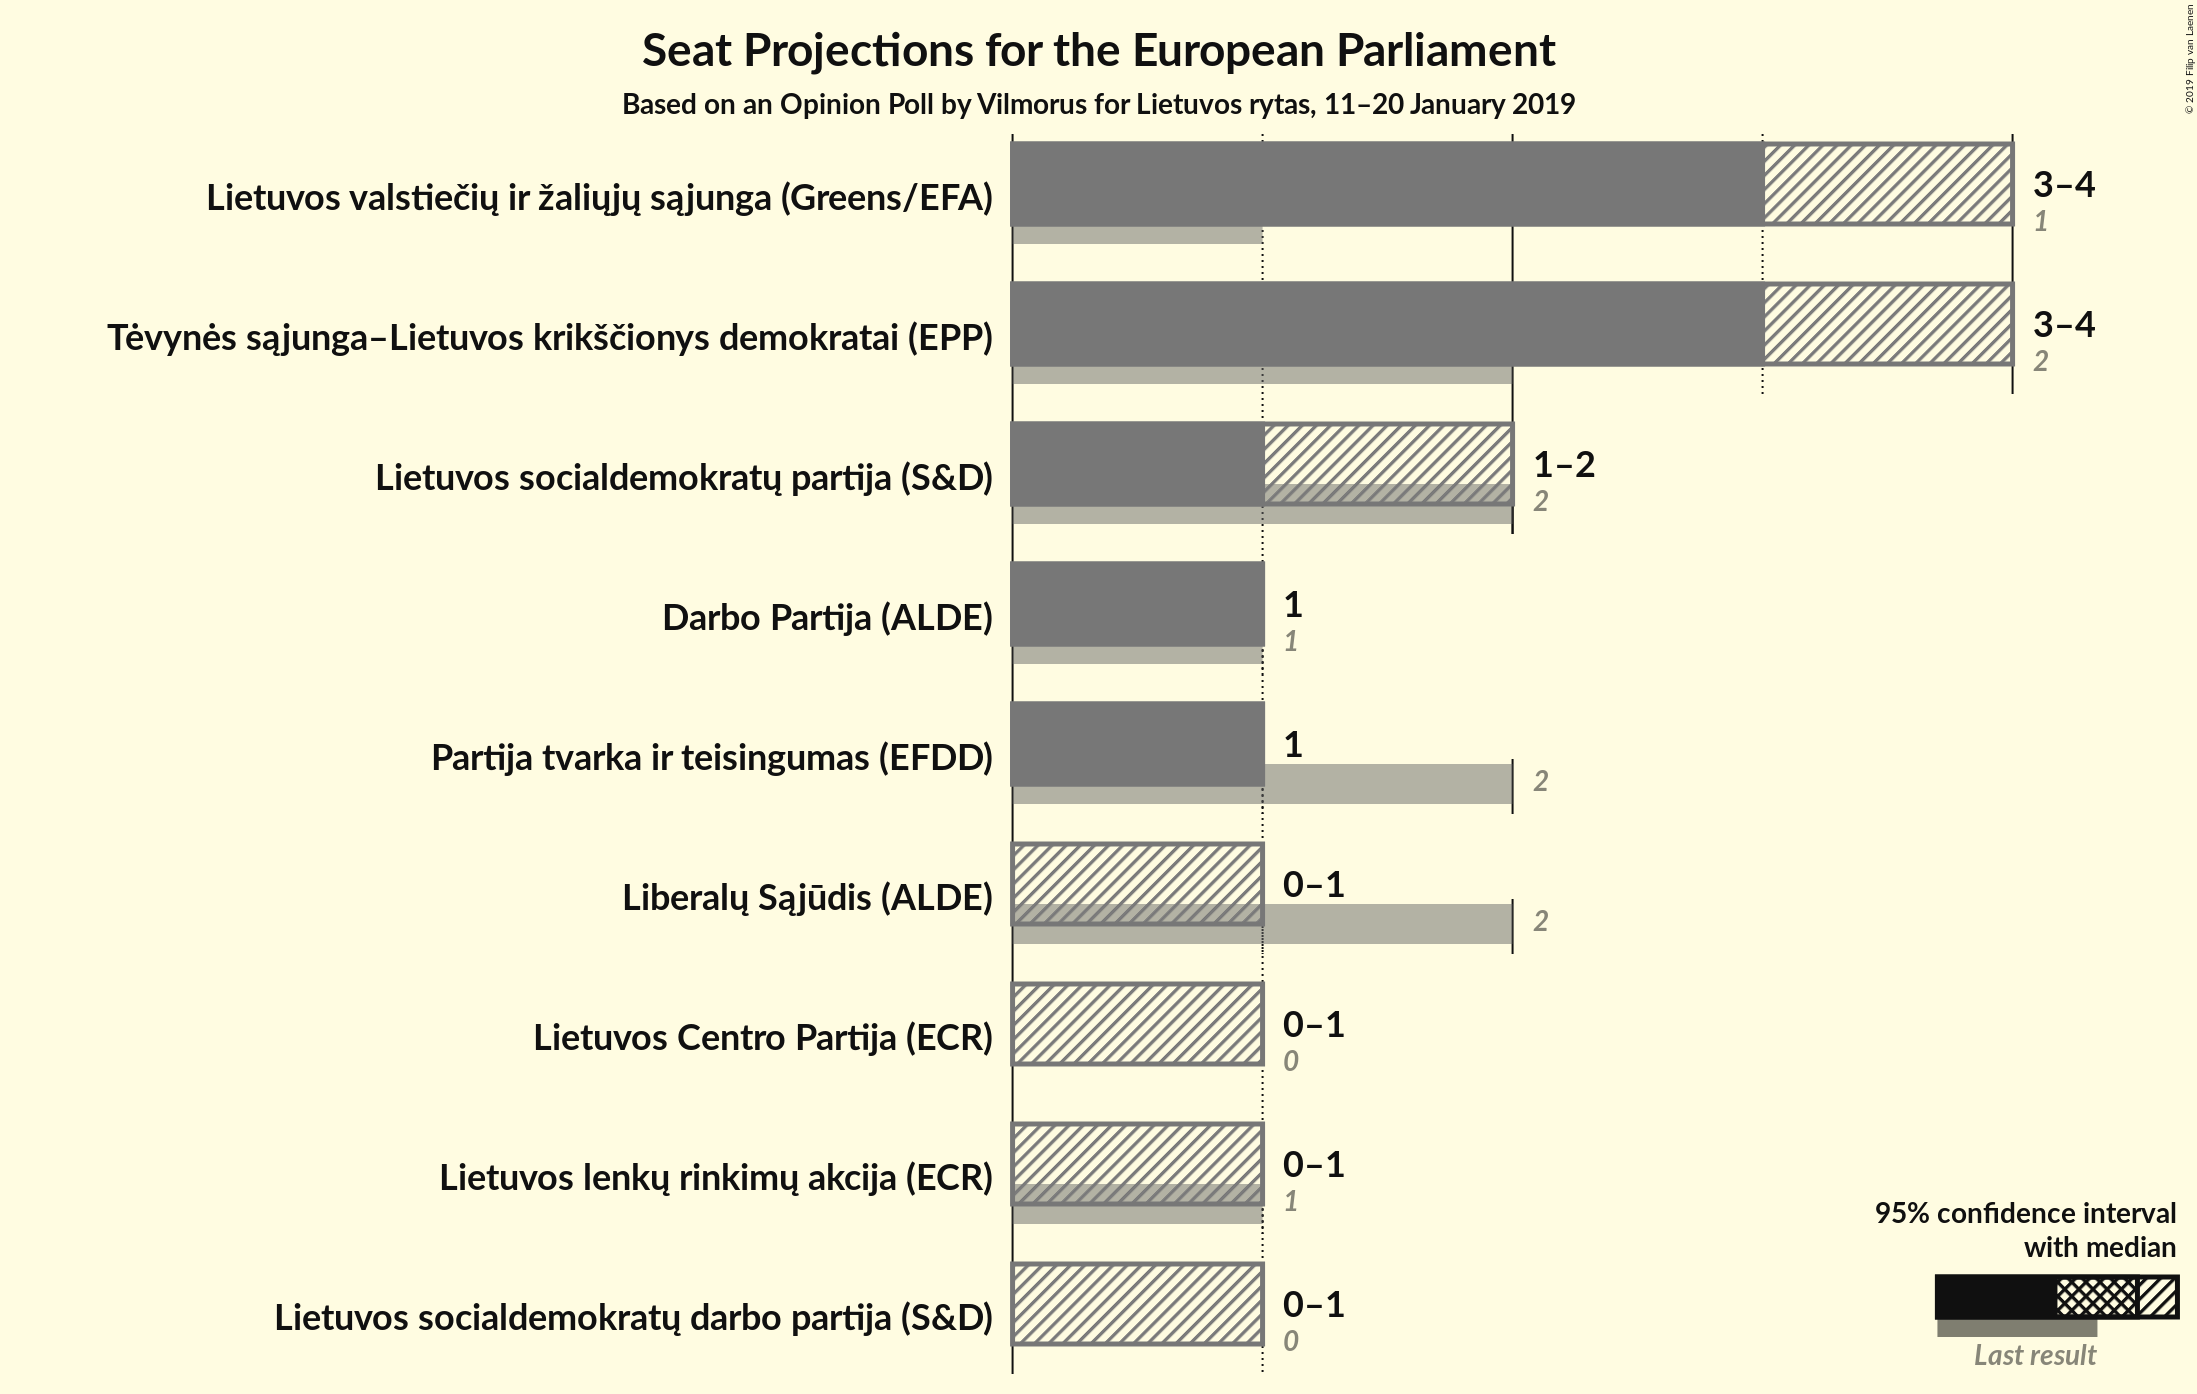 Seat Projections for the European Parliament
Based on an Opinion Poll by Vilmorus for Lietuvos rytas, 11–20 January 2019
© 2019 Filip van Laenen
Lietuvos valstiečių ir žaliųjų sąjunga (Greens/EFA)
3–4
1
Tėvynės sąjunga–Lietuvos krikščionys demokratai (EPP)
3–4
2
Lietuvos socialdemokratų partija (S&D)
1–2
2
Darbo Partija (ALDE)
1
1
Partija tvarka ir teisingumas (EFDD)
1
2
Liberalų Sąjūdis (ALDE)
0–1
2
Lietuvos Centro Partija (ECR)
0–1
0
Lietuvos lenkų rinkimų akcija (ECR)
0–1
1
Lietuvos socialdemokratų darbo partija (S&D)
0–1
0
95% confidence interval
with median
Last result